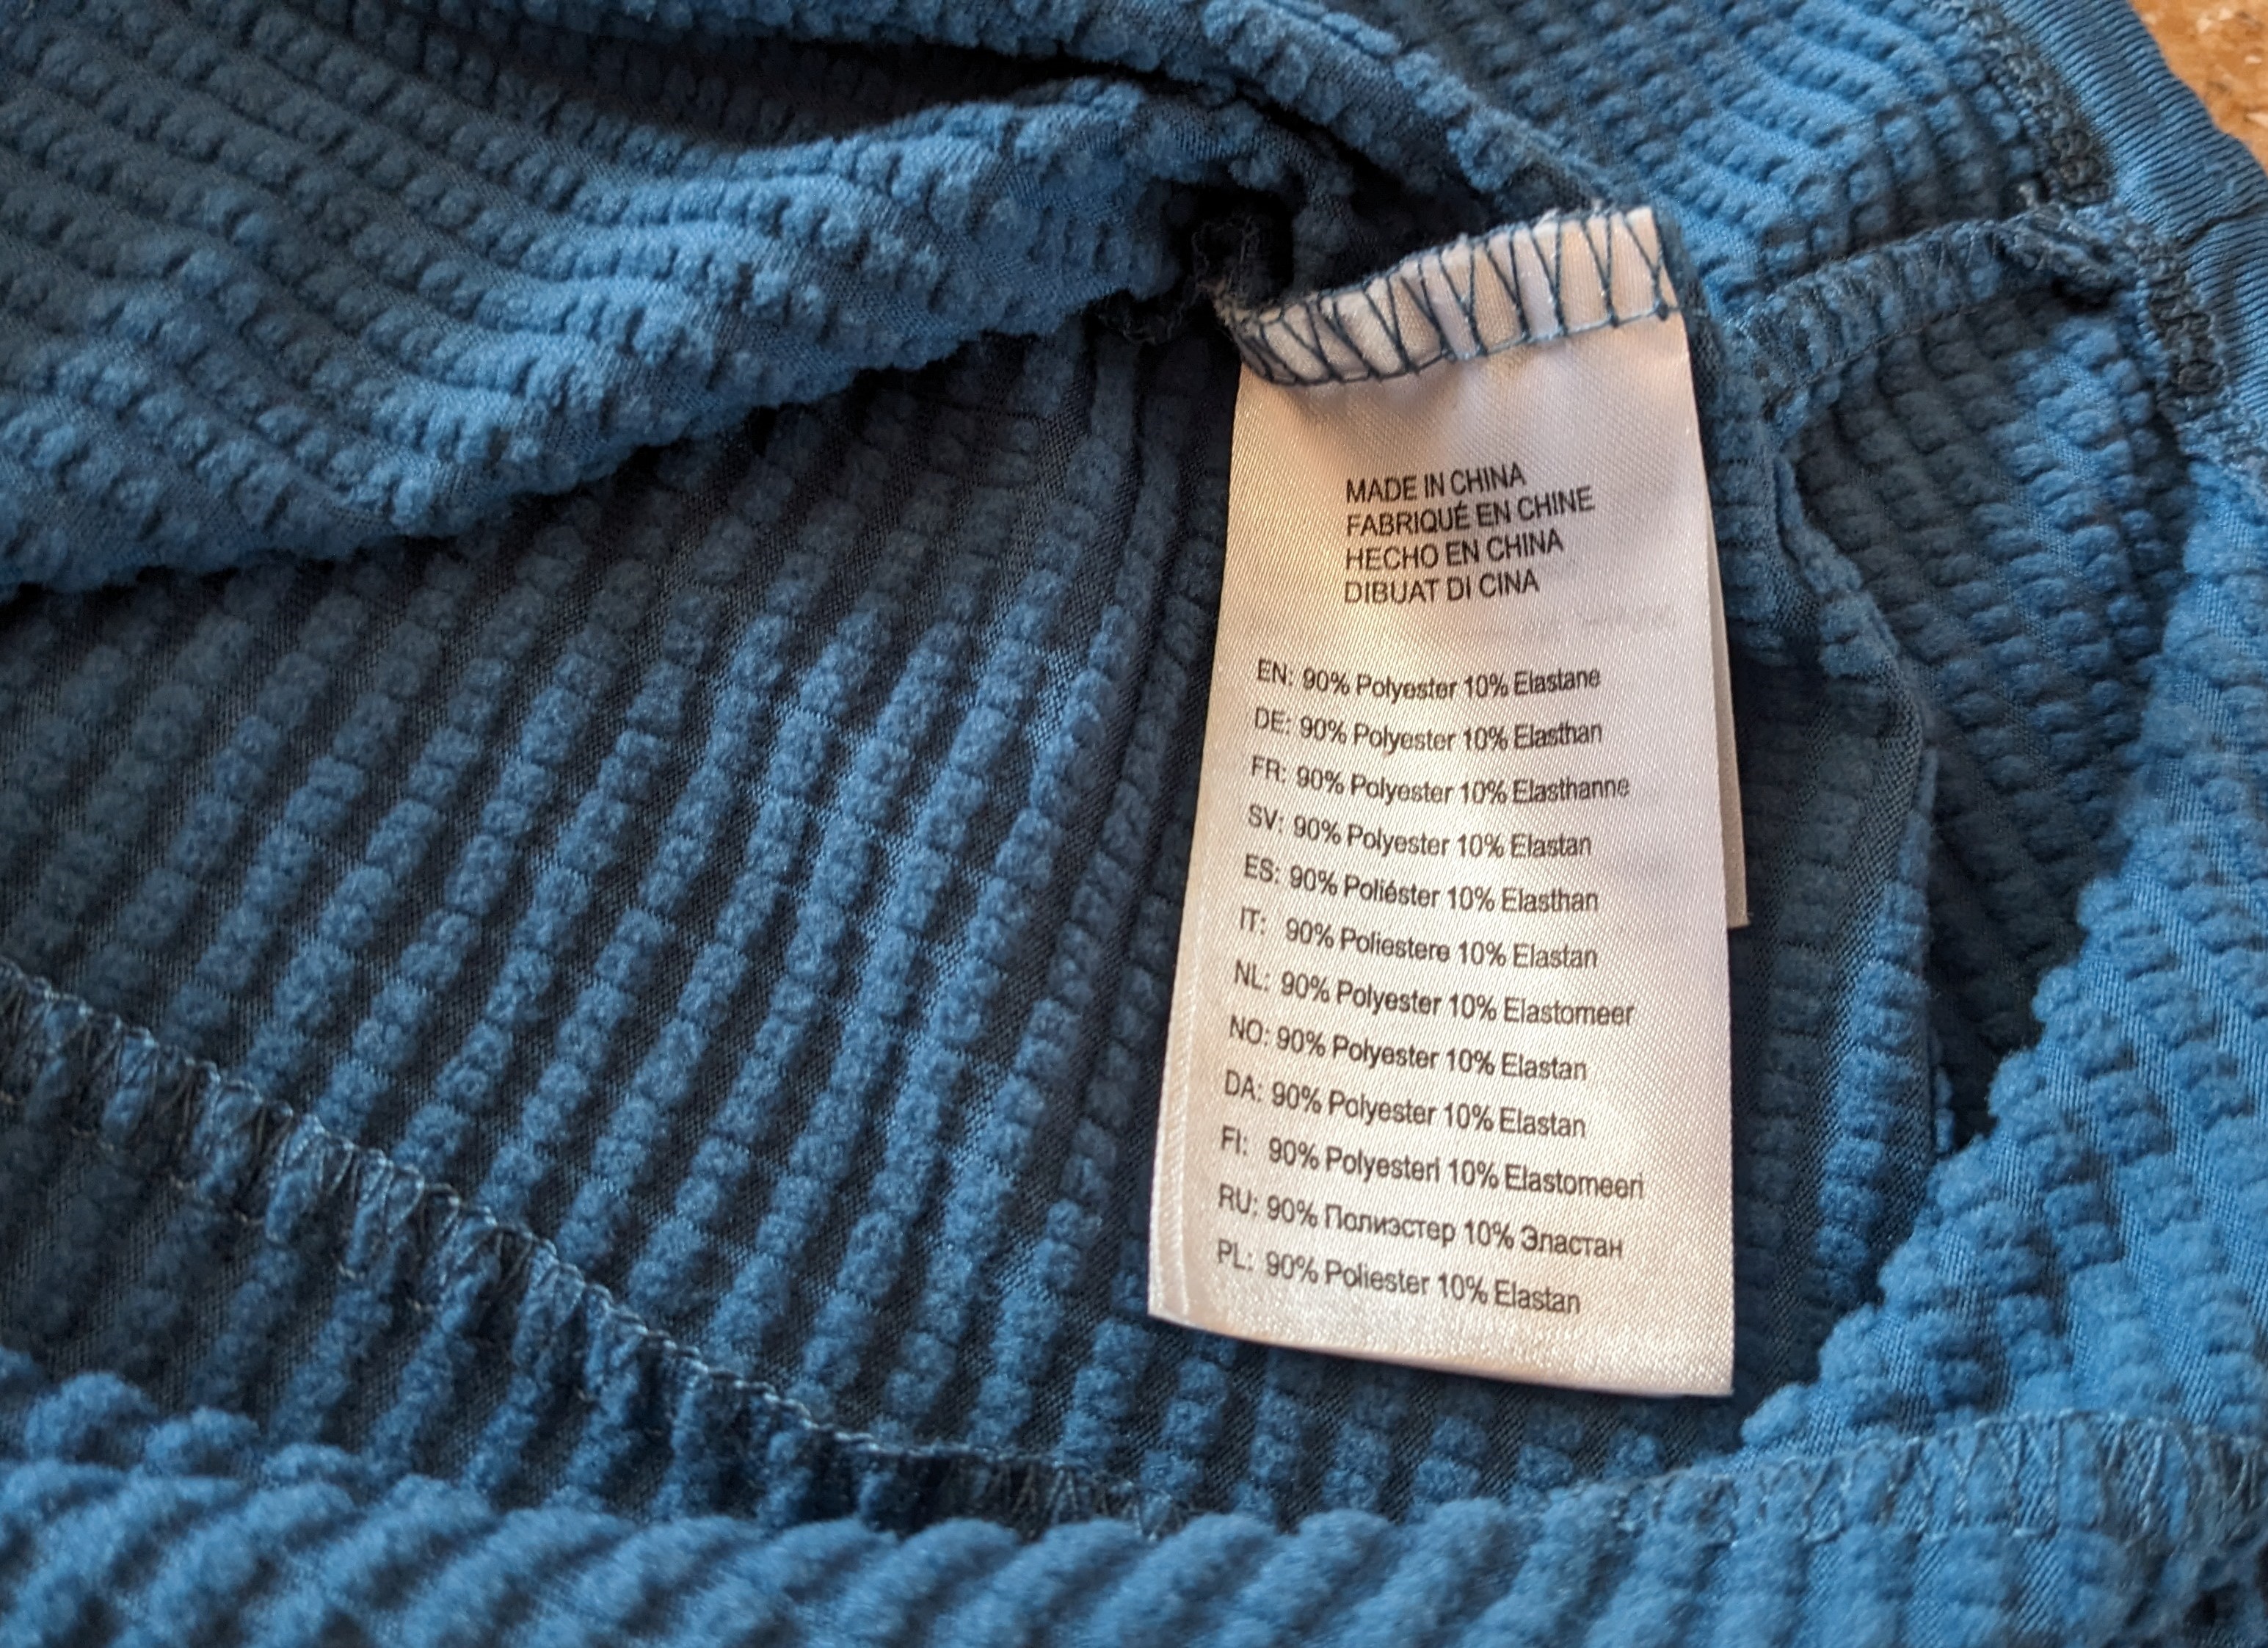 MADE IN CHINA
FABRIQUÉ EN CHINE
HECHO EN CHINA
DIBUAT DI CINA
EN: 90% Polyester 10% Elastane
DE: 90% Polyester 10% Elasthan
FR: 90% Polyester 10% Elasthanne
SV: 90% Polyester 10% Elastan
ES: 90% Poliéster 10% Elasthan
IT: 90% Poliestere 10% Elastan
NL: 90% Polyester 10% Elastomeer
NO: 90% Polyester 10% Elastan
DA: 90% Polyester 10% Elastan
FI: 90% Polyesteri 10% Elastomeeri
RU: 90% Полиэстер 10% Эластан
PL: 90% Poliester 10% Elastan